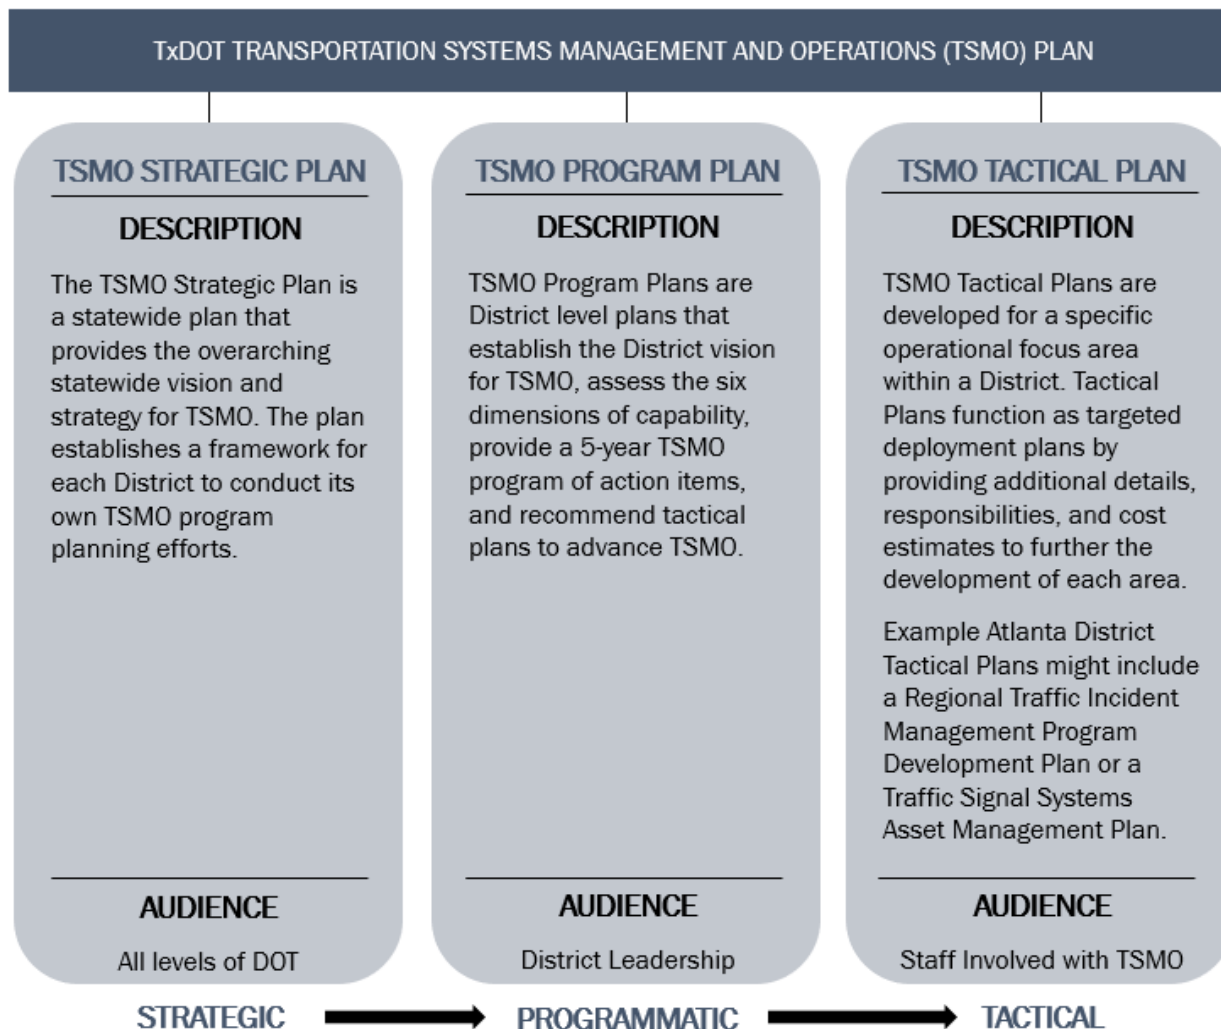 TxDOT TRANSPORTATION SYSTEMS MANAGEMENT AND OPERATIONS (TSMO) PLAN
TSMO STRATEGIC PLAN
DESCRIPTION
The TSMO Strategic Plan is
a statewide plan that
provides the overarching
statewide vision and
strategy for TSMO. The plan
establishes a framework for
each District to conduct its
own TSMO program
planning efforts.
AUDIENCE
All levels of DOT
TSMO PROGRAM PLAN
DESCRIPTION
TSMO Program Plans are
District level plans that
establish the District vision
for TSMO, assess the six
dimensions of capability,
provide a 5-year TSMO
program of action items,
and recommend tactical
plans to advance TSMO.
AUDIENCE
District Leadership
TSMO TACTICAL PLAN
DESCRIPTION
TSMO Tactical Plans are
developed for a specific
operational focus area
within a District. Tactical
Plans function as targeted
deployment plans by
providing additional details,
responsibilities, and cost
estimates to further the
development of each area.
Example Atlanta District
Tactical Plans might include
a Regional Traffic Incident
Management Program
Development Plan or a
Traffic Signal Systems
Asset Management Plan.
AUDIENCE
Staff Involved with TSMO
STRATEGIC
PROGRAMMATIC
TACTICAL